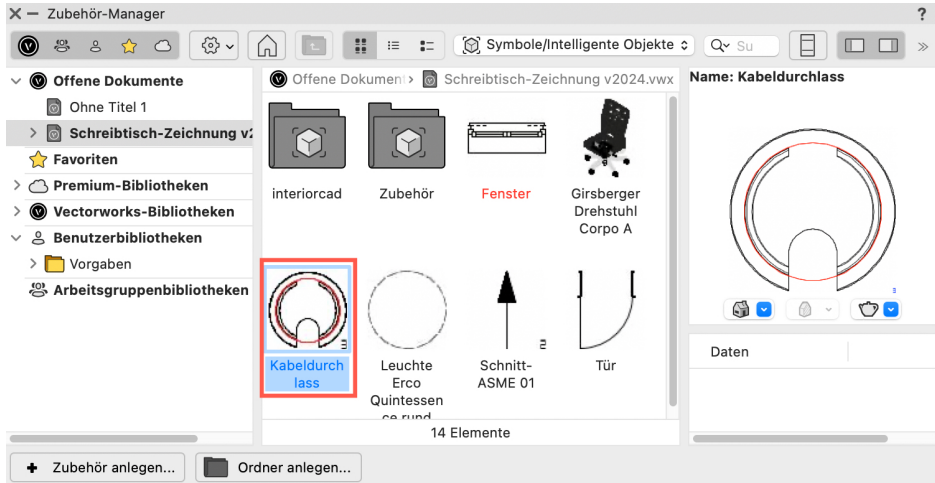 Zubehör-Manager
?
Symbole/Intelligente Objekte
Su
»
Offene Dokumente
Ohne Titel 1
Schreibtisch-Zeichnung v2
Favoriten
Premium-Bibliotheken
Vectorworks-Bibliotheken
Benutzerbibliotheken
Vorgaben
Arbeitsgruppenbibliotheken
Offene Dokument › Schreibtisch-Zeichnung v2024.vwx
interiorcad
Zubehör
Fenster
Girsberger
Drehstuhl
Corpo A
Kabeldurch
lass
Leuchte
Erco
Quintessen
ce rund
Schnitt-
ASME 01
Tür
14 Elemente
Name: Kabeldurchlass
Daten
Zubehör anlegen...
Ordner anlegen...